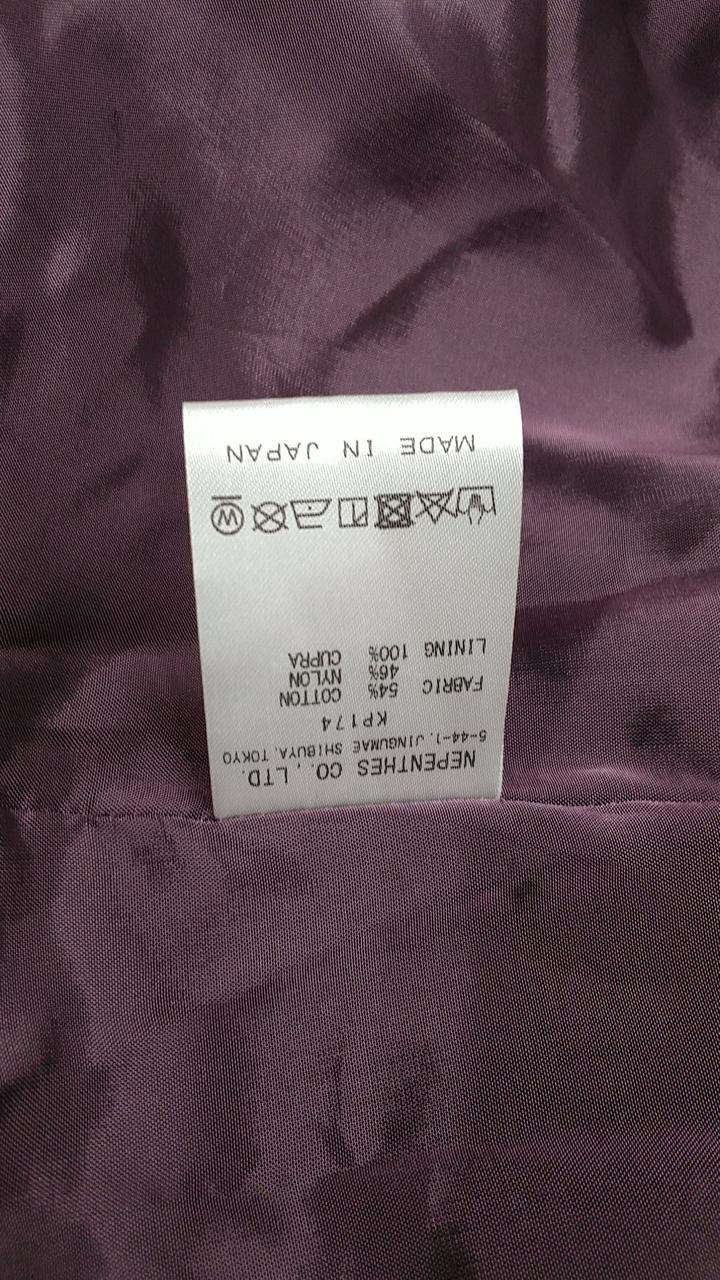 NEPENTHES CO., LTD.
5-44-1, JINGUMAE SHIBUYA, TOKYO
KP174
FABRIC 54% COTTON
46% NYLON
LINING 100% CUPRA
W
MADE IN JAPAN